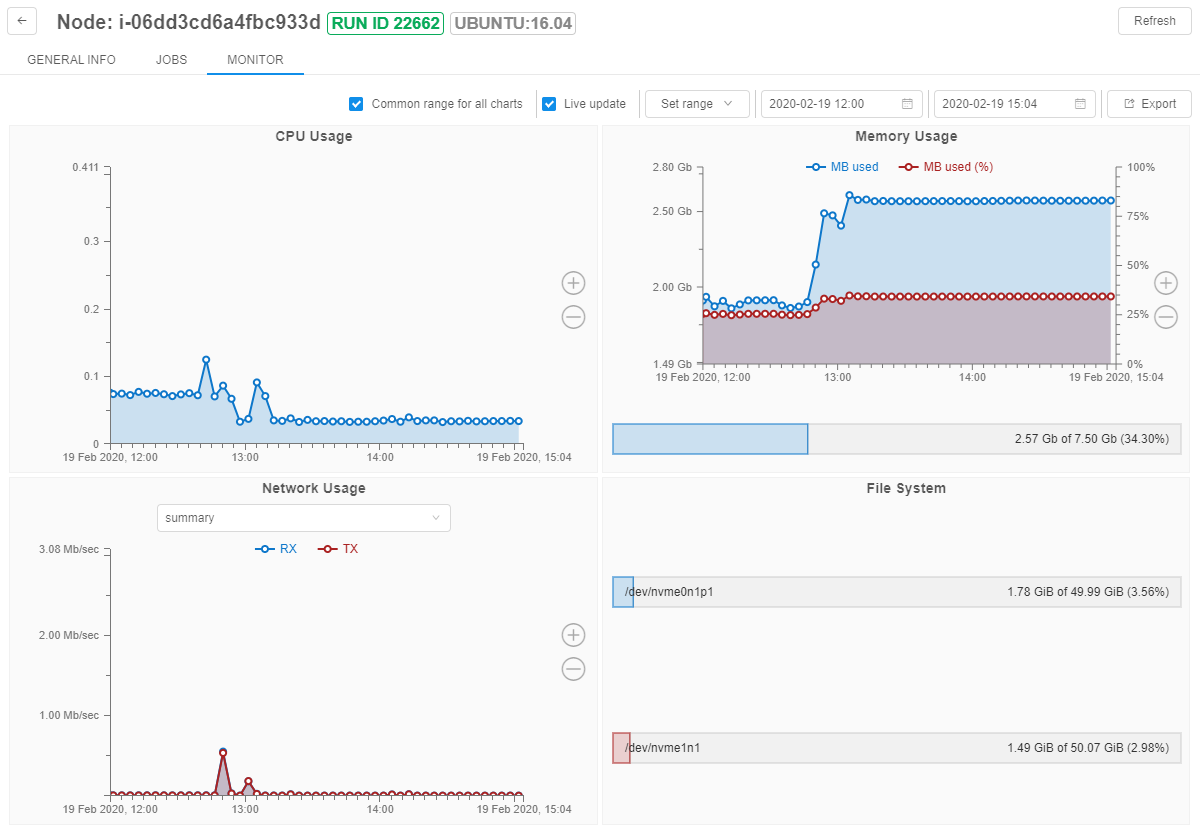 Node: i-06dd3cd6a4fbc933d RUN ID 22662 UBUNTU:16.04 Refresh
GENERAL INFO JOBS MONITOR
Common range for all charts Live update Set range 2020-02-19 12:00 2020-02-19 15:04 Export
CPU Usage
0.411
0.3
0.2
0.1
0
19 Feb 2020, 12:00 13:00 14:00 19 Feb 2020, 15:04
Memory Usage
MB used MB used (%)
2.80 Gb 100%
2.50 Gb 75%
50%
2.00 Gb 25%
1.49 Gb 0%
19 Feb 2020, 12:00 13:00 14:00 19 Feb 2020, 15:04
2.57 Gb of 7.50 Gb (34.30%)
Network Usage
summary
RX TX
3.08 Mb/sec
2.00 Mb/sec
1.00 Mb/sec
19 Feb 2020, 12:00 13:00 14:00 19 Feb 2020, 15:04
File System
/dev/nvme0n1p1 1.78 GiB of 49.99 GiB (3.56%)
/dev/nvme1n1 1.49 GiB of 50.07 GiB (2.98%)